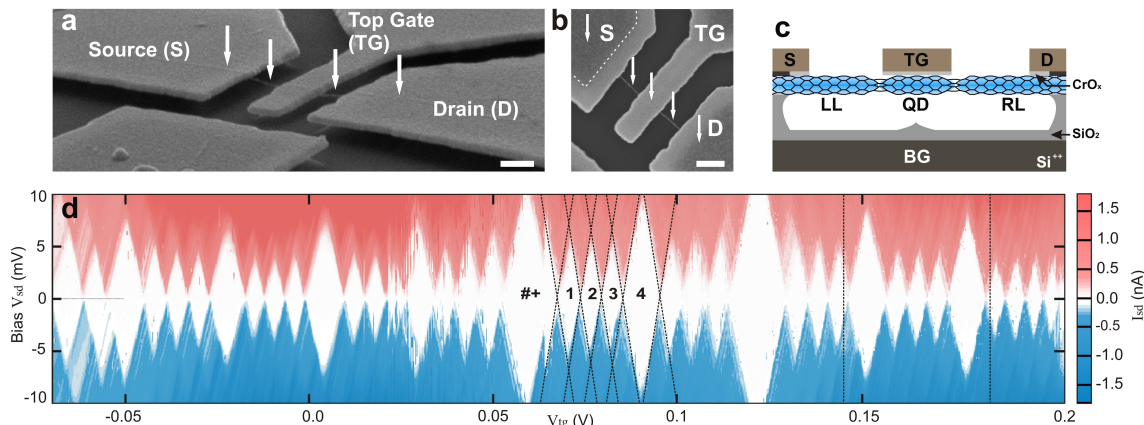 a
Source (S)
Top Gate
(TG)
Drain (D)
b
S
TG
D
c
S
TG
D
CrOₓ
LL
QD
RL
SiO₂
BG
Si⁺⁺
d
Bias Vsd (mV)
10
5
0
-5
-10
#+
1
2
3
4
-0.05
0.0
0.05
0.1
0.15
0.2
Vtg (V)
1.5
1.0
0.5
0.0
-0.5
-1.0
-1.5
Isd (nA)